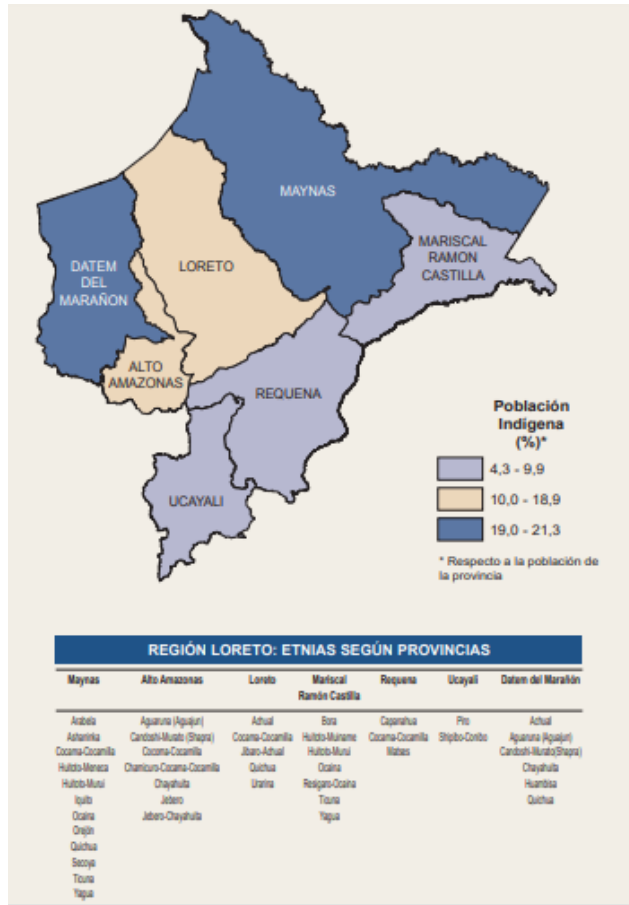 MAYNAS
MARISCAL
RAMON
CASTILLA
DATEM
DEL
MARAÑON
LORETO
ALTO
AMAZONAS
REQUENA
UCAYALI
Población
Indígena
(%)*
4,3 - 9,9
10,0 - 18,9
19,0 - 21,3
* Respecto a la población de
la provincia
REGIÓN LORETO: ETNIAS SEGÚN PROVINCIAS
Maynas Alto Amazonas Loreto Mariscal Requena Ucayali Datem del Marañón
Ramón Castilla
Arabela Aguaruna (Aguajun) Achual Bora Capanahua Piro Achual
Ashaninka Candoshi-Murato (Shapra) Cocama-Cocamilla Huitoto-Muiname Cocama-Cocamilla Shipibo-Conibo Aguaruna (Aguajun)
Cocama-Cocamilla Cocoma-Cocamilla Jibaro-Achual Huitoto-Murui Matses Candoshi-Murato(Shapra)
Huitoto-Meneca Chamicuro-Cocama-Cocamilla Quichua Ocaina Chayahuita
Huitoto-Murui Chayahuita Urarina Resigaro-Ocaina Huambisa
Iquito Jebero Ticuna Quichua
Ocaina Jebero-Chayahuita Yagua
Orejón
Quichua
Secoya
Ticuna
Yagua